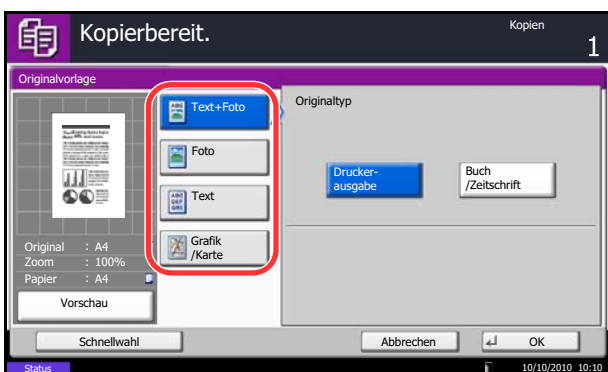 Kopierbereit.
Kopien
1
Originalvorlage
Text+Foto
Originaltyp
Foto
Drucker-
ausgabe
Buch
/Zeitschrift
Text
Grafik
/Karte
Original : A4
Zoom : 100%
Papier : A4
Vorschau
Schnellwahl
Abbrechen
OK
Status
10/10/2010 10:10